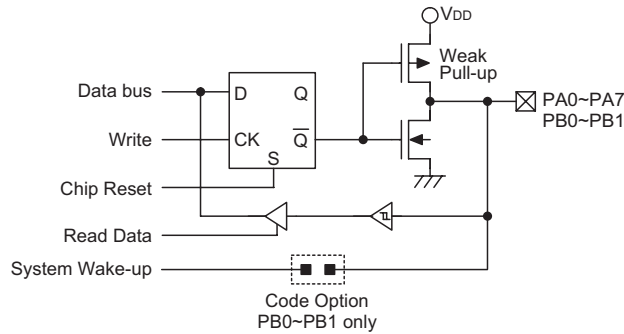 VDD
Weak
Pull-up
Data bus
D
Q
PA0~PA7
PB0~PB1
Write
CK
Q
S
Chip Reset
Read Data
System Wake-up
Code Option
PB0~PB1 only